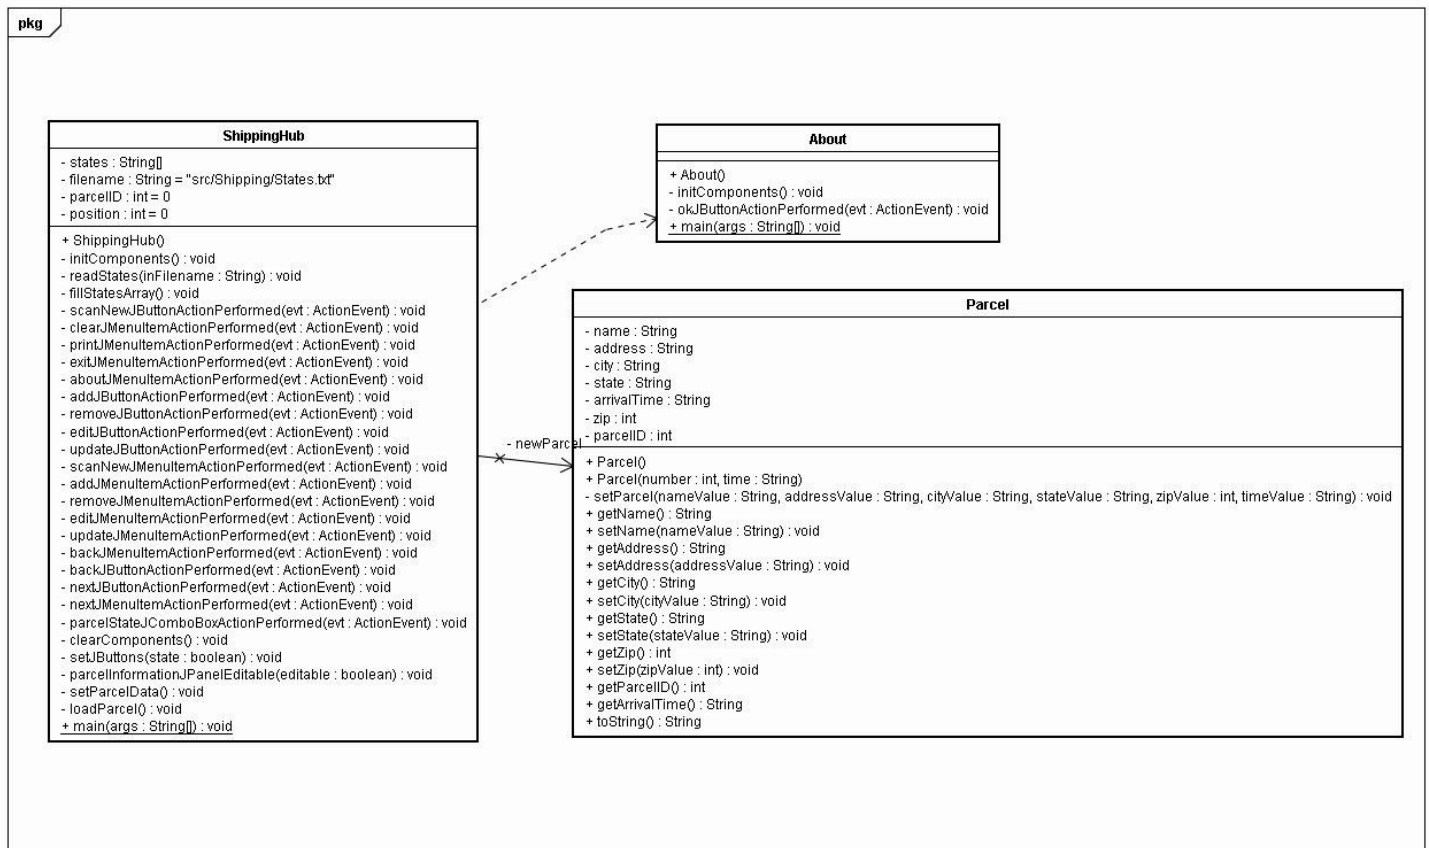 pkg
ShippingHub
- states : String[]
- filename : String = "src/Shipping/States.txt"
- parcelID : int = 0
- position : int = 0
+ ShippingHub()
- initComponents() : void
- readStates(inFilename : String) : void
- fillStatesArray() : void
- scanNewJButtonActionPerformed(evt : ActionEvent) : void
- clearJMenuItemActionPerformed(evt : ActionEvent) : void
- printJMenuItemActionPerformed(evt : ActionEvent) : void
- exitJMenuItemActionPerformed(evt : ActionEvent) : void
- aboutJMenuItemActionPerformed(evt : ActionEvent) : void
- addJButtonActionPerformed(evt : ActionEvent) : void
- removeJButtonActionPerformed(evt : ActionEvent) : void
- editJButtonActionPerformed(evt : ActionEvent) : void
- updateJButtonActionPerformed(evt : ActionEvent) : void
- scanNewJMenuItemActionPerformed(evt : ActionEvent) : void
- addJMenuItemActionPerformed(evt : ActionEvent) : void
- removeJMenuItemActionPerformed(evt : ActionEvent) : void
- editJMenuItemActionPerformed(evt : ActionEvent) : void
- updateJMenuItemActionPerformed(evt : ActionEvent) : void
- backJMenuItemActionPerformed(evt : ActionEvent) : void
- backJButtonActionPerformed(evt : ActionEvent) : void
- nextJButtonActionPerformed(evt : ActionEvent) : void
- nextJMenuItemActionPerformed(evt : ActionEvent) : void
- parcelStateJComboBoxActionPerformed(evt : ActionEvent) : void
- clearComponents() : void
- setJButtons(state : boolean) : void
- parcelInformationJPanelEditable(editable : boolean) : void
- setParcelData() : void
- loadParcel() : void
+ main(args : String[]) : void
About
+ About()
- initComponents() : void
- okJButtonActionPerformed(evt : ActionEvent) : void
+ main(args : String[]) : void
- newParcel
Parcel
- name : String
- address : String
- city : String
- state : String
- arrivalTime : String
- zip : int
- parcelID : int
+ Parcel()
+ Parcel(number : int, time : String)
- setParcel(nameValue : String, addressValue : String, cityValue : String, stateValue : String, zipValue : int, timeValue : String) : void
+ getName() : String
+ setName(nameValue : String) : void
+ getAddress() : String
+ setAddress(addressValue : String) : void
+ getCity() : String
+ setCity(cityValue : String) : void
+ getState() : String
+ setState(stateValue : String) : void
+ getZip() : int
+ setZip(zipValue : int) : void
+ getParcelID() : int
+ getArrivalTime() : String
+ toString() : String